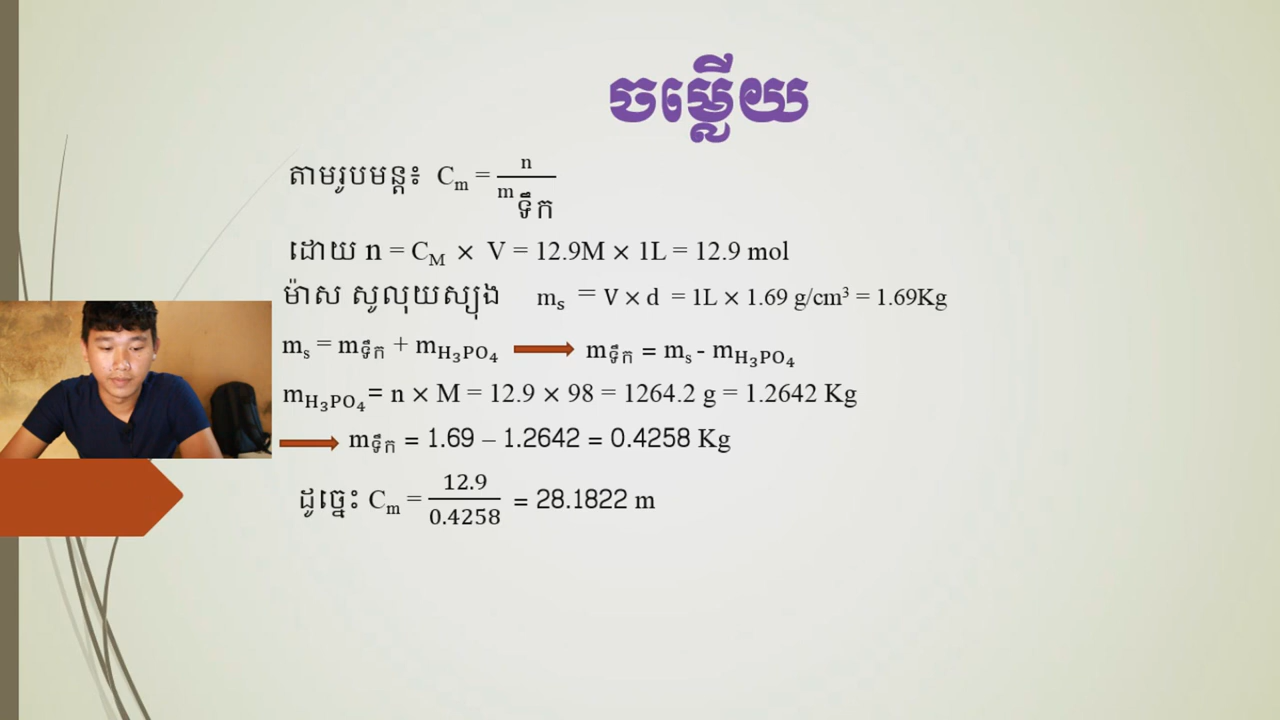 ចម្លើយ
តាមរូបមន្ត៖ Cm = n / mទឹក
ដោយ n = CM × V = 12.9M × 1L = 12.9 mol
ម៉ាស សូលុយស្យុង ms = V × d = 1L × 1.69 g/cm³ = 1.69Kg
ms = mទឹក + mH₃PO₄ → mទឹក = ms - mH₃PO₄
mH₃PO₄= n × M = 12.9 × 98 = 1264.2 g = 1.2642 Kg
→ mទឹក = 1.69 – 1.2642 = 0.4258 Kg
ដូច្នេះ Cm = 12.9 / 0.4258 = 28.1822 m